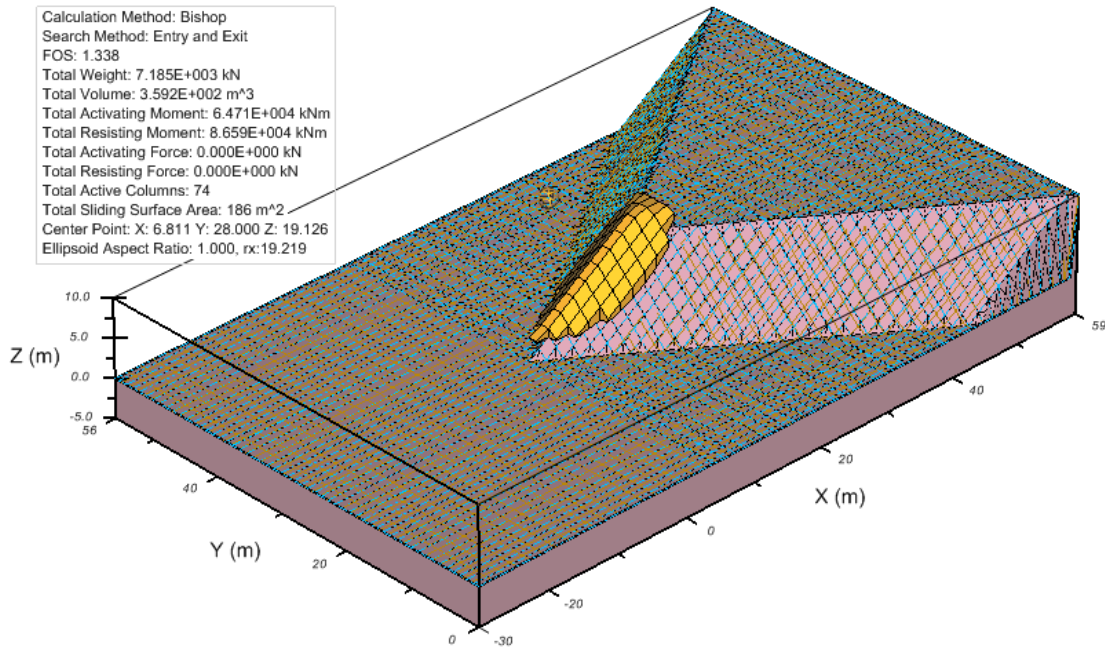 Calculation Method: Bishop
Search Method: Entry and Exit
FOS: 1.338
Total Weight: 7.185E+003 kN
Total Volume: 3.592E+002 m^3
Total Activating Moment: 6.471E+004 kNm
Total Resisting Moment: 8.659E+004 kNm
Total Activating Force: 0.000E+000 kN
Total Resisting Force: 0.000E+000 kN
Total Active Columns: 74
Total Sliding Surface Area: 186 m^2
Center Point: X: 6.811 Y: 28.000 Z: 19.126
Ellipsoid Aspect Ratio: 1.000, rx:19.219
10.0
5.0
Z (m)
0.0
-5.0
56
40
Y (m)
20
0
-30
-20
0
X (m)
20
40
59